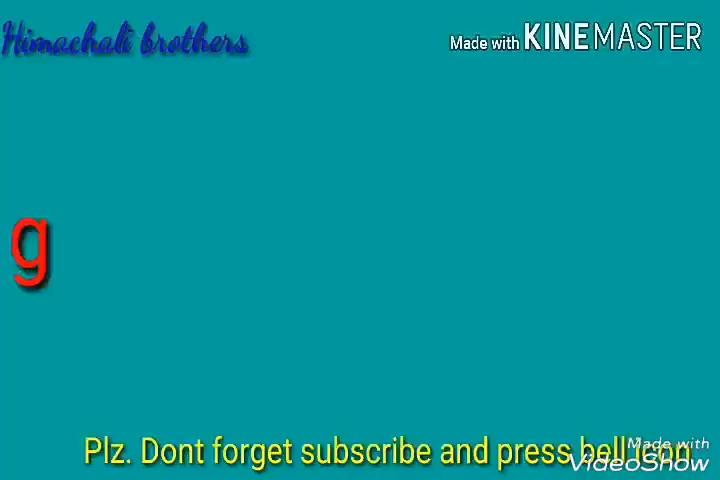 Himachali brothers
Made with KINEMASTER
g
Plz. Dont forget subscribe and press bell icon
Made with
VideoShow